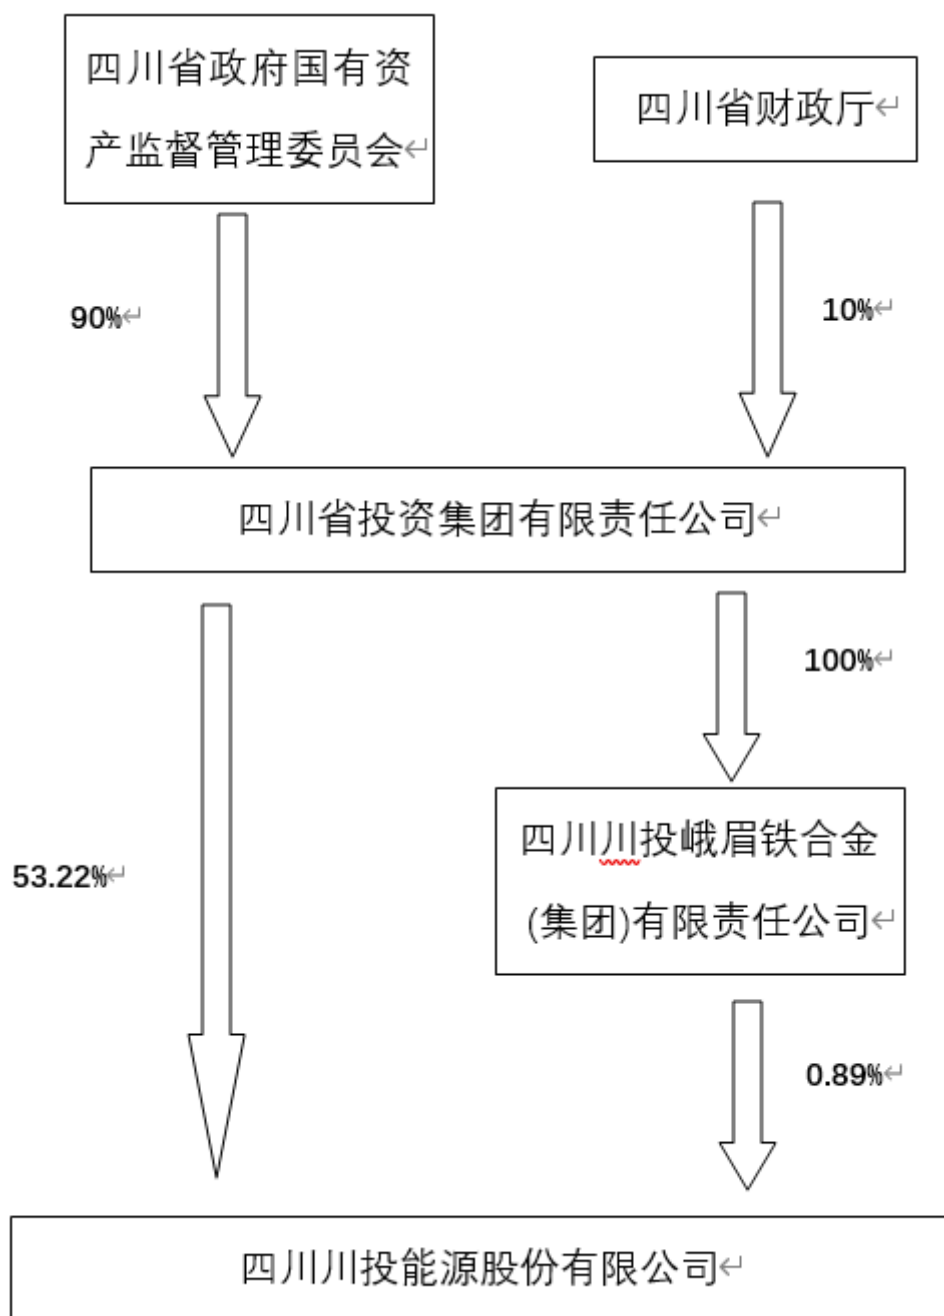 四川省政府国有资
产监督管理委员会
四川省财政厅
90%
10%
四川省投资集团有限责任公司
100%
四川川投峨眉铁合金
(集团)有限责任公司
53.22%
0.89%
四川川投能源股份有限公司